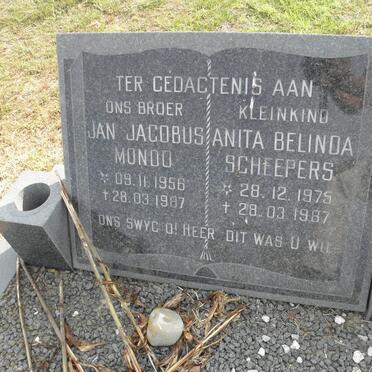 TER GEDACTENIS AAN
ONS BROER
JAN JACOBUS
MONDO
☆ 09.11.1956
† 28.03.1987
KLEINKIND
ANITA BELINDA
SCHEEPERS
☆ 28.12.1975
† 28.03.1987
ONS SWYG O! HEER DIT WAS U WIL